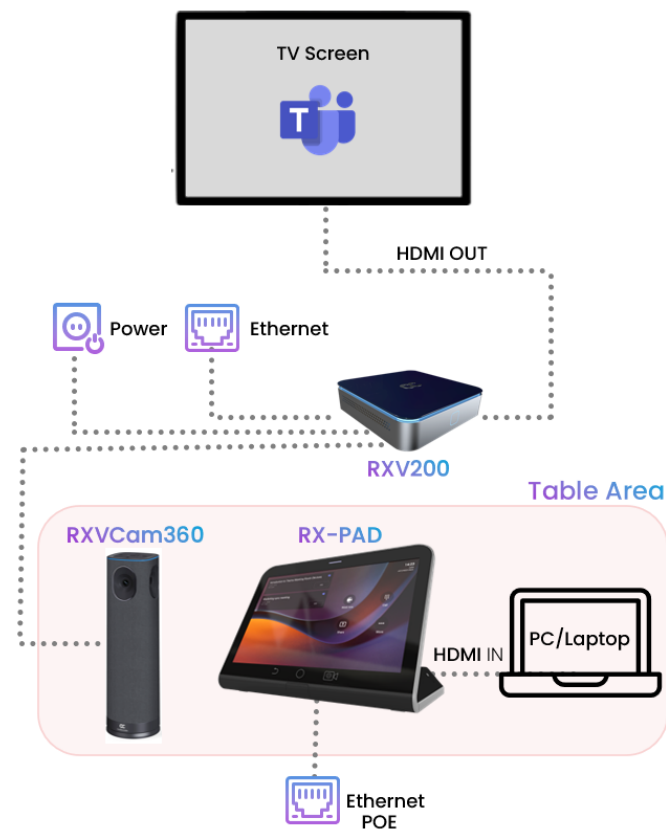 TV Screen
T
HDMI OUT
Power
Ethernet
RXV200
Table Area
RXVCam360
RX-PAD
PC/Laptop
HDMI IN
Ethernet
POE